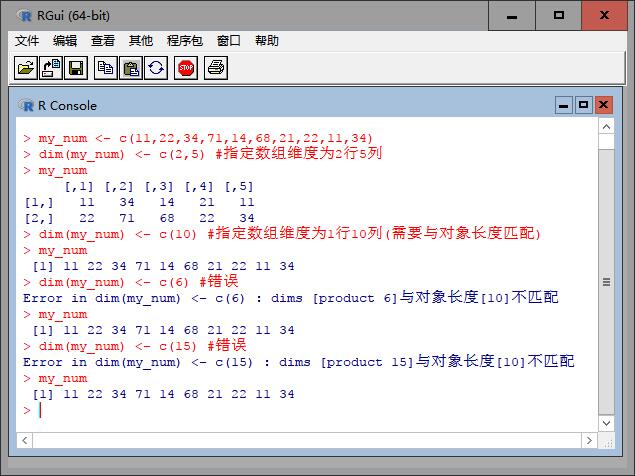 RGui (64-bit)
文件 编辑 查看 其他 程序包 窗口 帮助
STOP
R Console
> my_num <- c(11,22,34,71,14,68,21,22,11,34)
> dim(my_num) <- c(2,5) #指定数组维度为2行5列
> my_num
     [,1] [,2] [,3] [,4] [,5]
[1,]   11   34   14   21   11
[2,]   22   71   68   22   34
> dim(my_num) <- c(10) #指定数组维度为1行10列(需要与对象长度匹配)
> my_num
 [1] 11 22 34 71 14 68 21 22 11 34
> dim(my_num) <- c(6) #错误
Error in dim(my_num) <- c(6) : dims [product 6]与对象长度[10]不匹配
> my_num
 [1] 11 22 34 71 14 68 21 22 11 34
> dim(my_num) <- c(15) #错误
Error in dim(my_num) <- c(15) : dims [product 15]与对象长度[10]不匹配
> my_num
 [1] 11 22 34 71 14 68 21 22 11 34
>